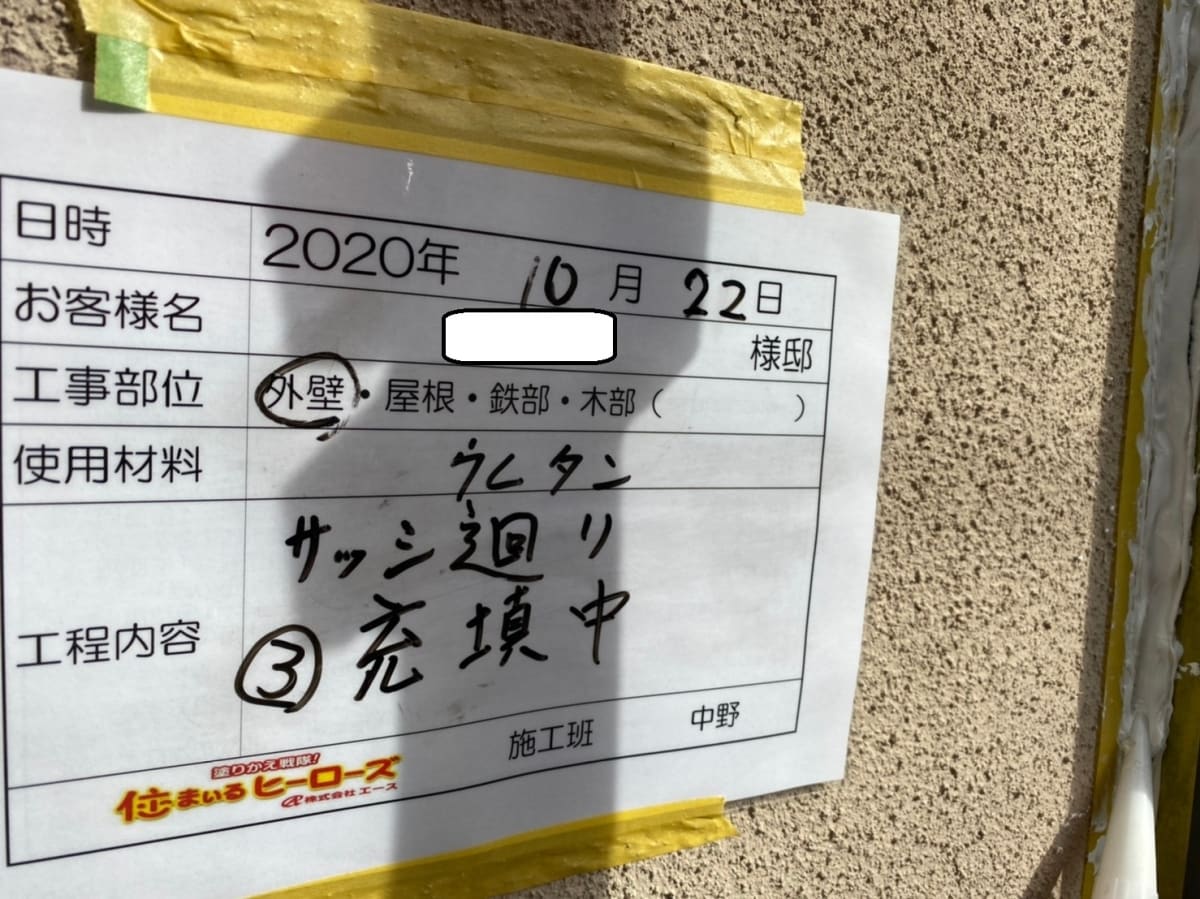 日時 2020年 10月 22日
お客様名 様邸
工事部位 外壁・屋根・鉄部・木部（ ）
使用材料 ウレタン
工程内容 サッシ廻り
③ 充填中
施工班 中野
塗りかえ戦隊!
住まいるヒーローズ
株式会社エース